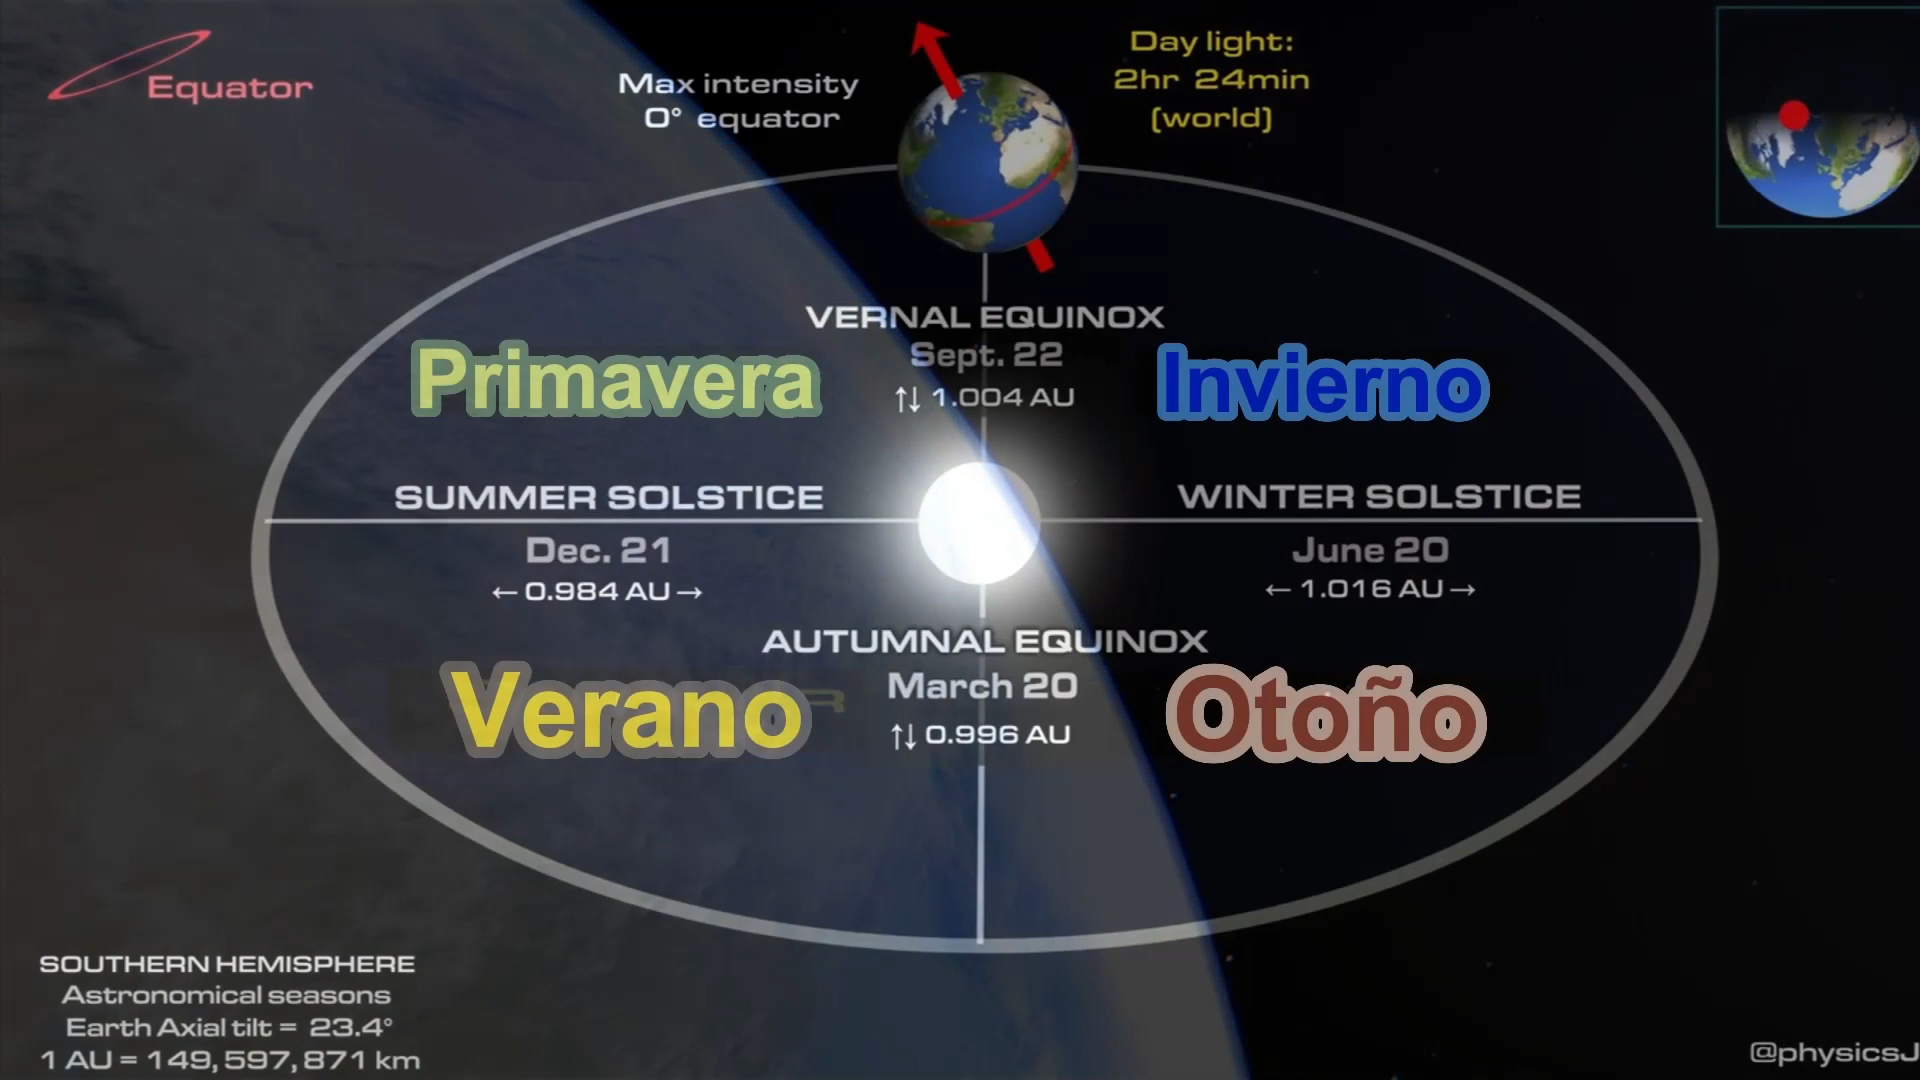 Equator
Max intensity
0° equator
Day light:
2hr 24min
(world)
VERNAL EQUINOX
Sept. 22
↑↓ 1.004 AU
Primavera
Invierno
SUMMER SOLSTICE
Dec. 21
← 0.984 AU →
WINTER SOLSTICE
June 20
← 1.016 AU →
AUTUMNAL EQUINOX
March 20
↑↓ 0.996 AU
Verano
Otoño
SOUTHERN HEMISPHERE
Astronomical seasons
Earth Axial tilt = 23.4°
1 AU = 149,597,871 km
@physicsJ